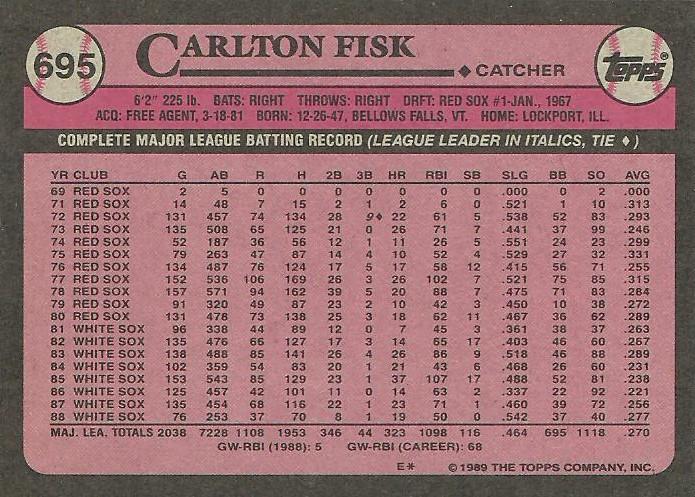 695
CARLTON FISK
♦ CATCHER
TOPPS®
6'2" 225 lb. BATS: RIGHT THROWS: RIGHT DRFT: RED SOX #1-JAN., 1967
ACQ: FREE AGENT, 3-18-81 BORN: 12-26-47, BELLOWS FALLS, VT. HOME: LOCKPORT, ILL.
COMPLETE MAJOR LEAGUE BATTING RECORD (LEAGUE LEADER IN ITALICS, TIE ♦)
YR CLUB G AB R H 2B 3B HR RBI SB SLG BB SO AVG
69 RED SOX 2 5 0 0 0 0 0 0 0 .000 0 2 .000
71 RED SOX 14 48 7 15 2 1 2 6 0 .521 1 10 .313
72 RED SOX 131 457 74 134 28 9♦ 22 61 5 .538 52 83 .293
73 RED SOX 135 508 65 125 21 0 26 71 7 .441 37 99 .246
74 RED SOX 52 187 36 56 12 1 11 26 5 .551 24 23 .299
75 RED SOX 79 263 47 87 14 4 10 52 4 .529 27 32 .331
76 RED SOX 134 487 76 124 17 5 17 58 12 .415 56 71 .255
77 RED SOX 152 536 106 169 26 3 26 102 7 .521 75 85 .315
78 RED SOX 157 571 94 162 39 5 20 88 7 .475 71 83 .284
79 RED SOX 91 320 49 87 23 2 10 42 3 .450 10 38 .272
80 RED SOX 131 478 73 138 25 3 18 62 11 .467 36 62 .289
81 WHITE SOX 96 338 44 89 12 0 7 45 3 .361 38 37 .263
82 WHITE SOX 135 476 66 127 17 3 14 65 17 .403 46 60 .267
83 WHITE SOX 138 488 85 141 26 4 26 86 9 .518 46 88 .289
84 WHITE SOX 102 359 54 83 20 1 21 43 6 .468 26 60 .231
85 WHITE SOX 153 543 85 129 23 1 37 107 17 .488 52 81 .238
86 WHITE SOX 125 457 42 101 11 0 14 63 2 .337 22 92 .221
87 WHITE SOX 135 454 68 116 22 1 23 71 1 .460 39 72 .256
88 WHITE SOX 76 253 37 70 8 1 19 50 0 .542 37 40 .277
MAJ. LEA. TOTALS 2038 7228 1108 1953 346 44 323 1098 116 .464 695 1118 .270
GW-RBI (1988): 5 GW-RBI (CAREER): 68
E* © 1989 THE TOPPS COMPANY, INC.